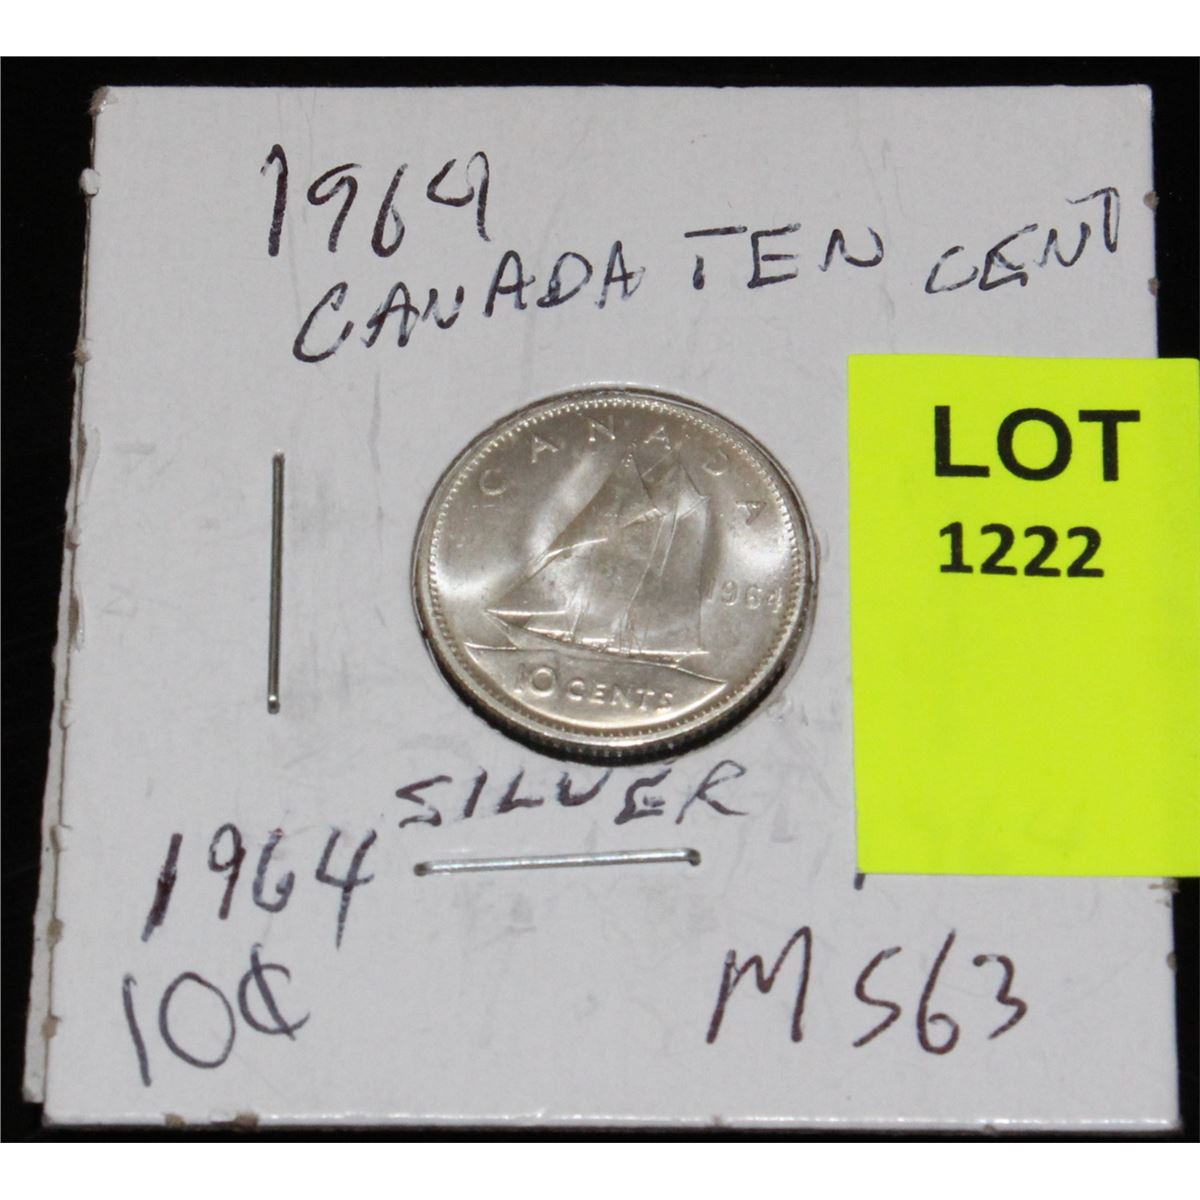 1964
CANADA TEN CENT
LOT
1222
CANADA
1964
10 CENTS
SILVER
1964
10¢
MS63